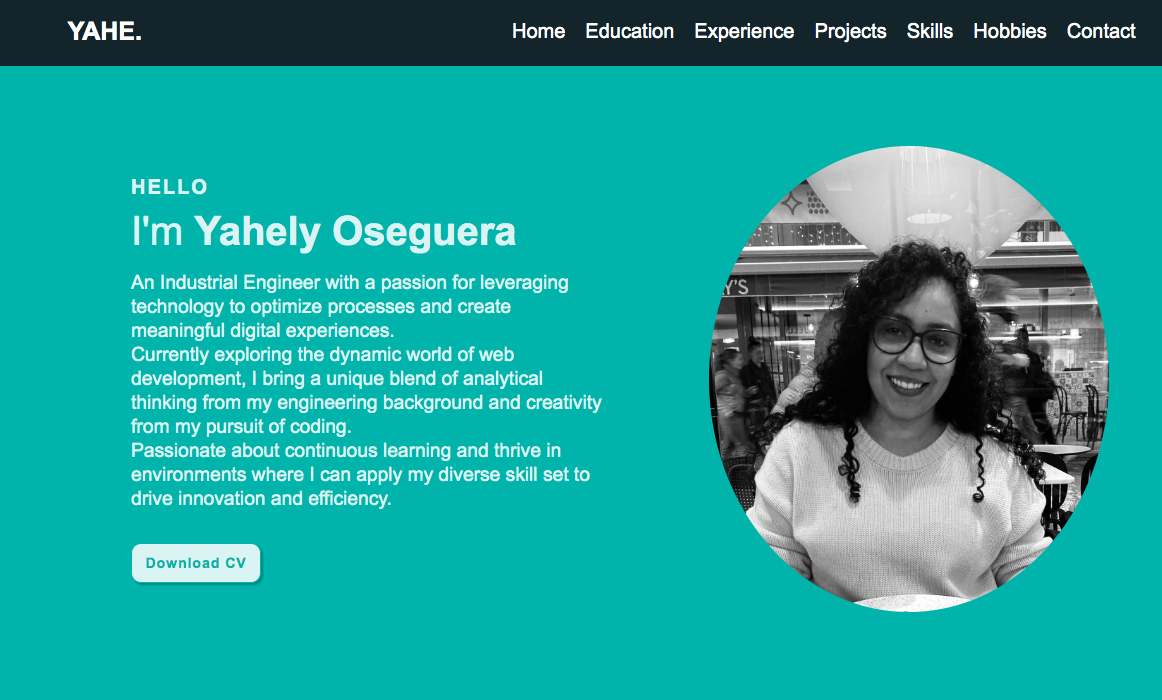 YAHE.
Home Education Experience Projects Skills Hobbies Contact
HELLO
I'm Yahely Oseguera
An Industrial Engineer with a passion for leveraging
technology to optimize processes and create
meaningful digital experiences.
Currently exploring the dynamic world of web
development, I bring a unique blend of analytical
thinking from my engineering background and creativity
from my pursuit of coding.
Passionate about continuous learning and thrive in
environments where I can apply my diverse skill set to
drive innovation and efficiency.
Download CV
Y'S